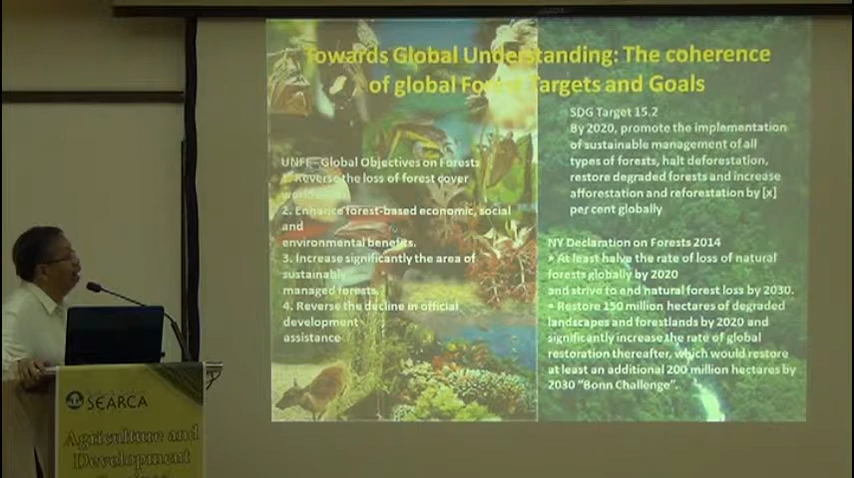 Towards Global Understanding: The coherence
of global Forest Targets and Goals
UNFF - Global Objectives on Forests
1. Reverse the loss of forest cover
worldwide.
2. Enhance forest-based economic, social
and
environmental benefits.
3. Increase significantly the area of
sustainably
managed forests.
4. Reverse the decline in official
development
assistance
SDG Target 15.2
By 2020, promote the implementation
of sustainable management of all
types of forests, halt deforestation,
restore degraded forests and increase
afforestation and reforestation by [x]
per cent globally
NY Declaration on Forests 2014
• At least halve the rate of loss of natural
forests globally by 2020
and strive to end natural forest loss by 2030.
• Restore 150 million hectares of degraded
landscapes and forestlands by 2020 and
significantly increase the rate of global
restoration thereafter, which would restore
at least an additional 200 million hectares by
2030 "Bonn Challenge".
SEARCA
Agriculture and
Development